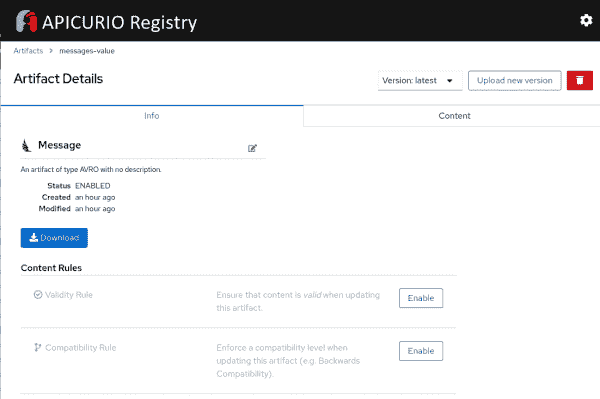 APICURIO Registry
Artifacts > messages-value
Artifact Details
Version: latest
Upload new version
Info
Content
Message
An artifact of type AVRO with no description.
Status ENABLED
Created an hour ago
Modified an hour ago
Download
Content Rules
Validity Rule
Ensure that content is valid when updating
this artifact.
Enable
Compatibility Rule
Enforce a compatibility level when
updating this artifact (e.g. Backwards
Compatibility).
Enable